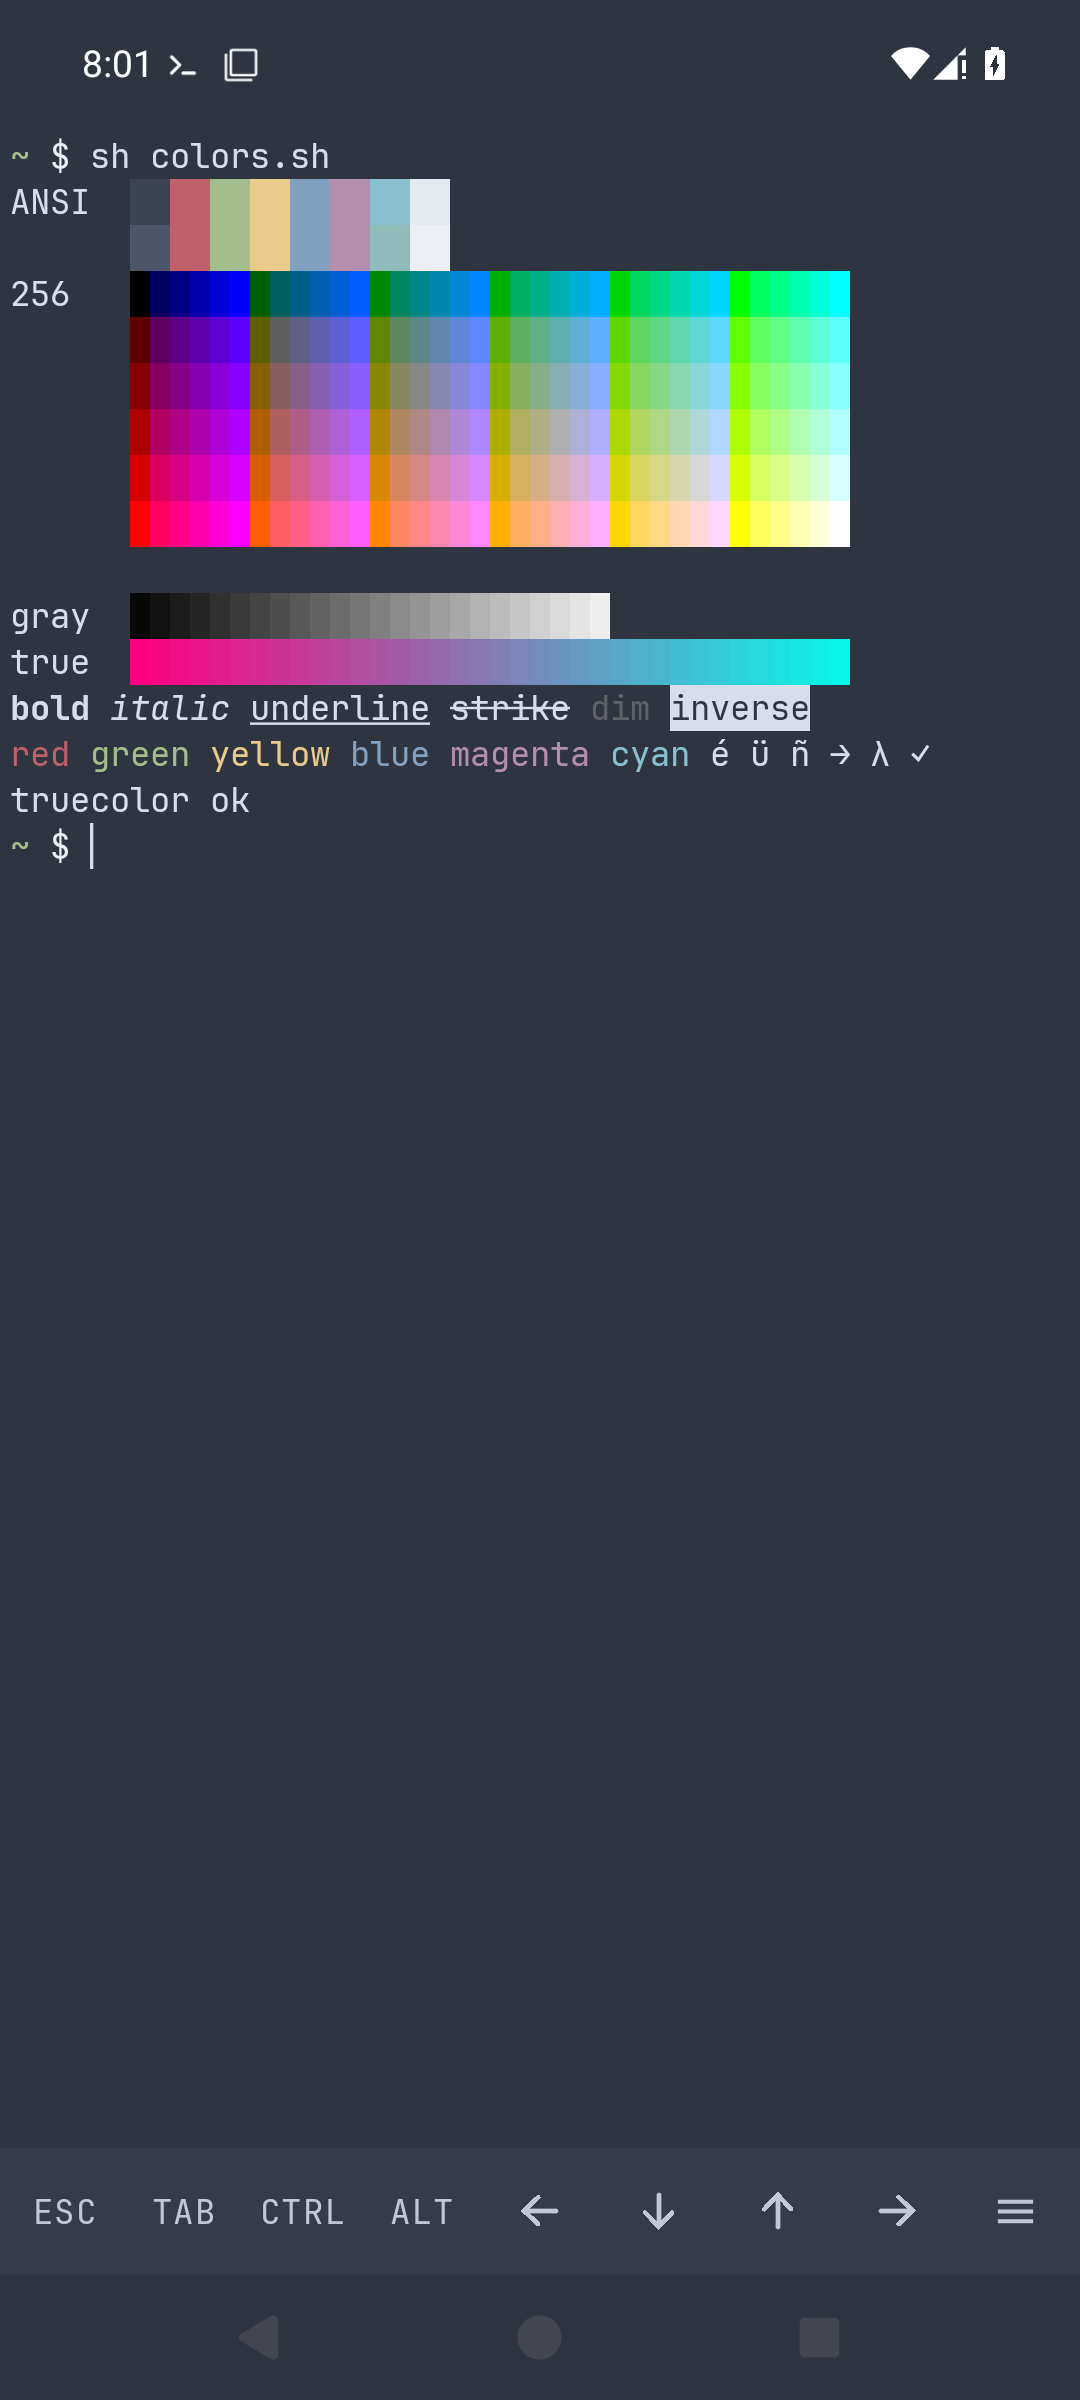 8:01
~ $ sh colors.sh
ANSI
256
gray
true
bold italic underline strike dim inverse
red green yellow blue magenta cyan é ü ñ → λ ✓
truecolor ok
~ $
ESC TAB CTRL ALT ← ↓ ↑ →